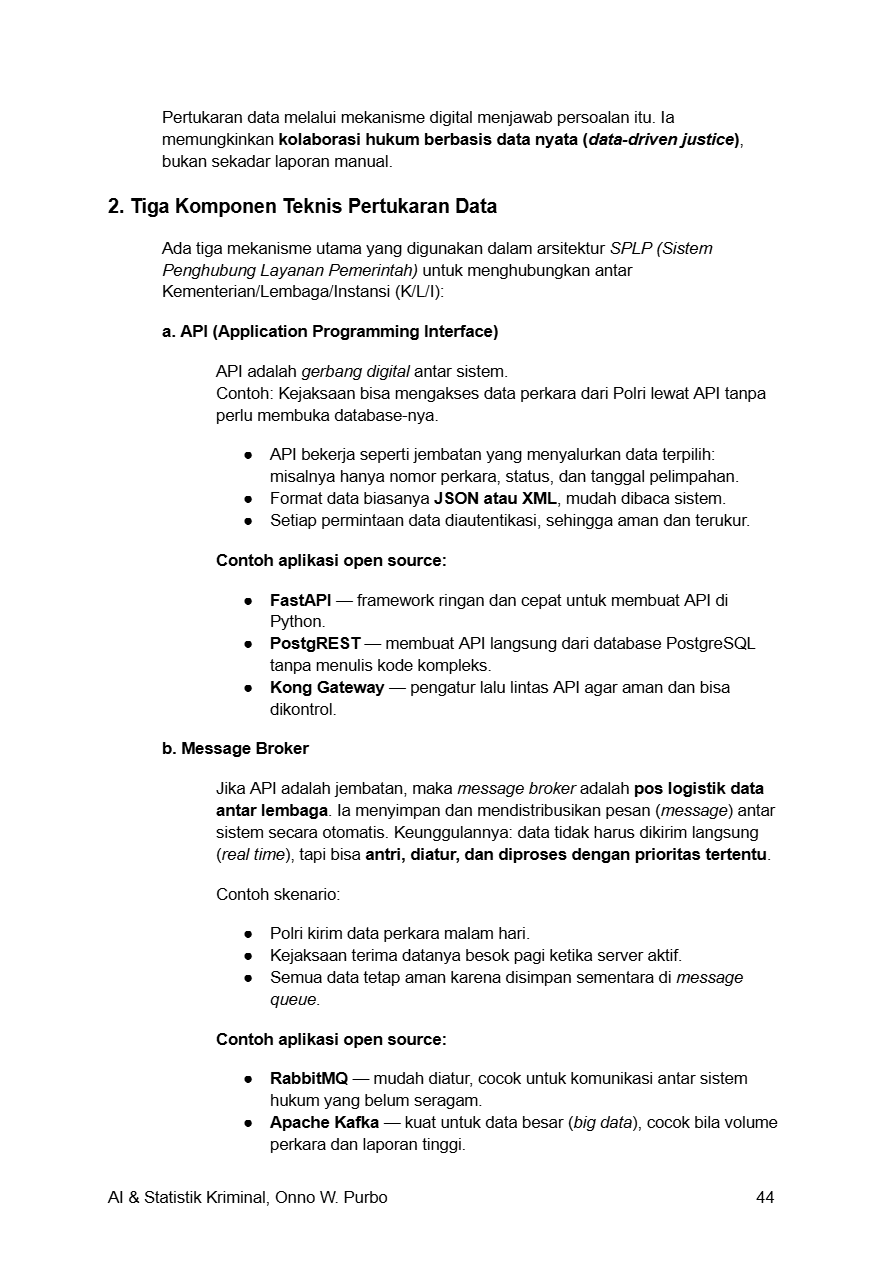 Pertukaran data melalui mekanisme digital menjawab persoalan itu. Ia
memungkinkan kolaborasi hukum berbasis data nyata (data-driven justice),
bukan sekadar laporan manual.
2. Tiga Komponen Teknis Pertukaran Data
Ada tiga mekanisme utama yang digunakan dalam arsitektur SPLP (Sistem
Penghubung Layanan Pemerintah) untuk menghubungkan antar
Kementerian/Lembaga/Instansi (K/L/I):
a. API (Application Programming Interface)
API adalah gerbang digital antar sistem.
Contoh: Kejaksaan bisa mengakses data perkara dari Polri lewat API tanpa
perlu membuka database-nya.
● API bekerja seperti jembatan yang menyalurkan data terpilih:
misalnya hanya nomor perkara, status, dan tanggal pelimpahan.
● Format data biasanya JSON atau XML, mudah dibaca sistem.
● Setiap permintaan data diautentikasi, sehingga aman dan terukur.
Contoh aplikasi open source:
● FastAPI — framework ringan dan cepat untuk membuat API di
Python.
● PostgREST — membuat API langsung dari database PostgreSQL
tanpa menulis kode kompleks.
● Kong Gateway — pengatur lalu lintas API agar aman dan bisa
dikontrol.
b. Message Broker
Jika API adalah jembatan, maka message broker adalah pos logistik data
antar lembaga. Ia menyimpan dan mendistribusikan pesan (message) antar
sistem secara otomatis. Keunggulannya: data tidak harus dikirim langsung
(real time), tapi bisa antri, diatur, dan diproses dengan prioritas tertentu.
Contoh skenario:
● Polri kirim data perkara malam hari.
● Kejaksaan terima datanya besok pagi ketika server aktif.
● Semua data tetap aman karena disimpan sementara di message
queue.
Contoh aplikasi open source:
● RabbitMQ — mudah diatur, cocok untuk komunikasi antar sistem
hukum yang belum seragam.
● Apache Kafka — kuat untuk data besar (big data), cocok bila volume
perkara dan laporan tinggi.
AI & Statistik Kriminal, Onno W. Purbo 44